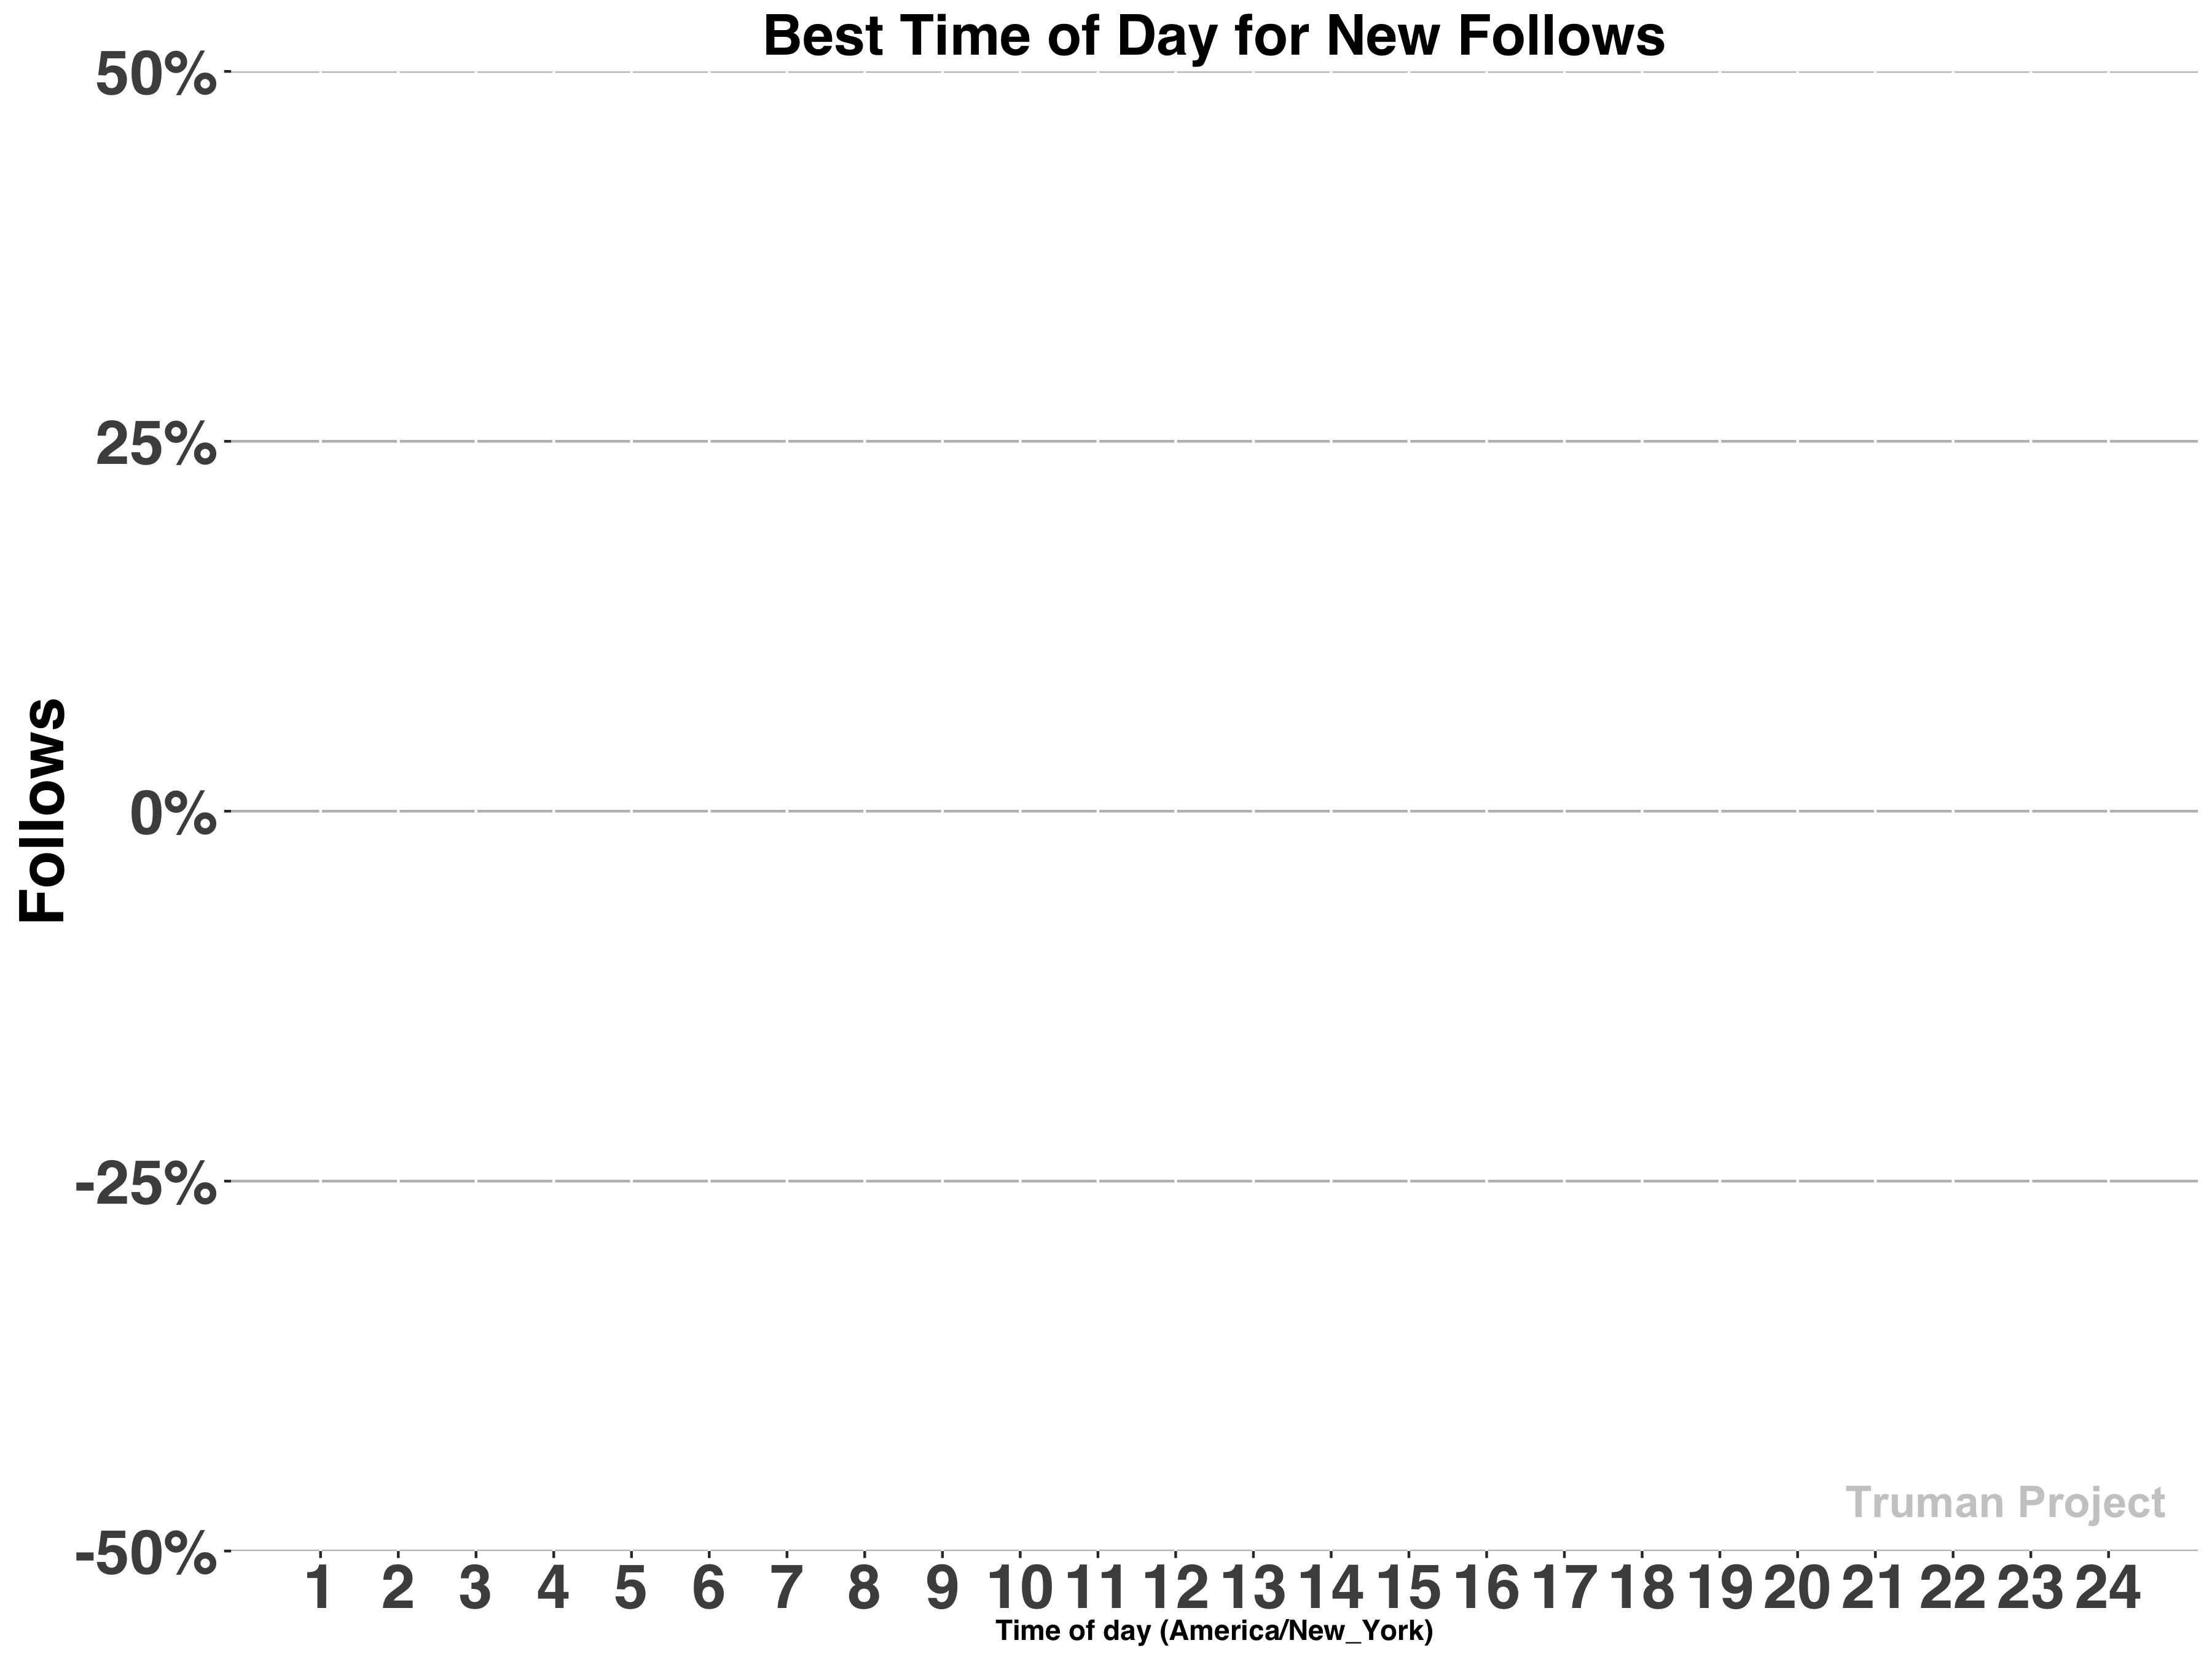 Best Time of Day for New Follows
50%
25%
0%
-25%
-50%
Follows
Truman Project
1 2 3 4 5 6 7 8 9 10 11 12 13 14 15 16 17 18 19 20 21 22 23 24
Time of day (America/New_York)